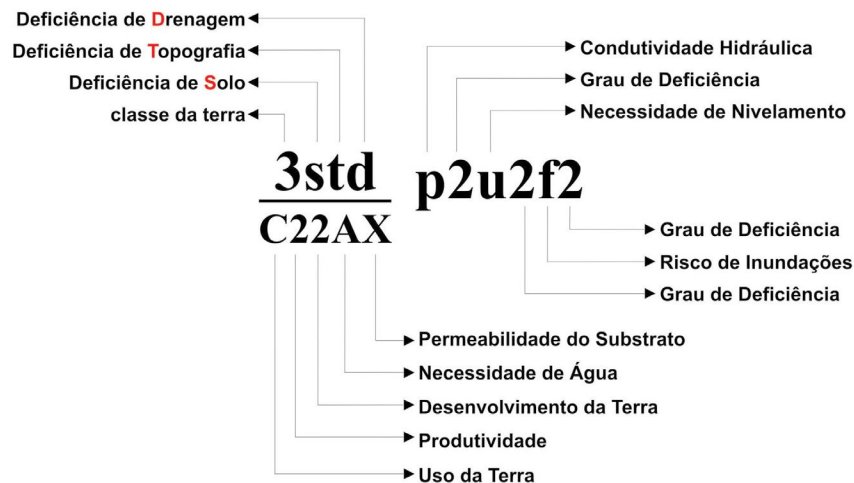 Deficiência de Drenagem
Deficiência de Topografia
Deficiência de Solo
classe da terra
Condutividade Hidráulica
Grau de Deficiência
Necessidade de Nivelamento
3std
C22AX
p2u2f2
Grau de Deficiência
Risco de Inundações
Grau de Deficiência
Permeabilidade do Substrato
Necessidade de Água
Desenvolvimento da Terra
Produtividade
Uso da Terra